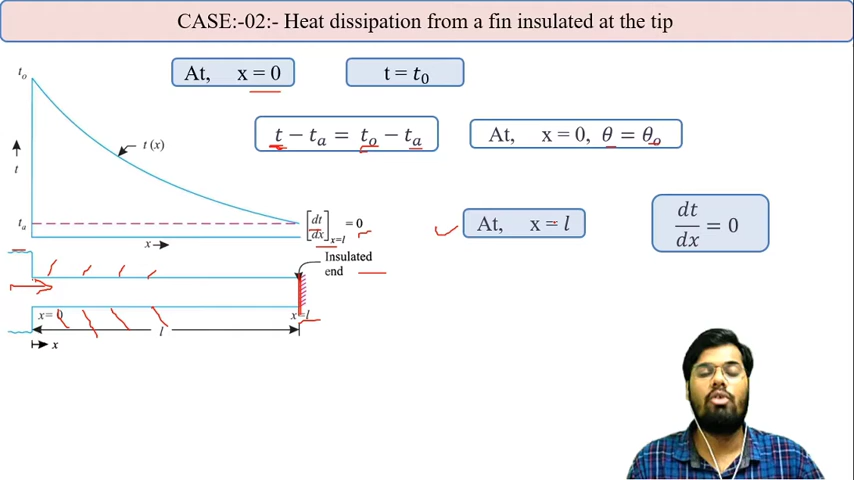 CASE:-02:- Heat dissipation from a fin insulated at the tip
At, x = 0
t = t₀
t − tₐ = tₒ − tₐ
At, x = 0, θ = θₒ
At, x = l
dt/dx = 0
tₒ
t
tₐ
t (x)
x
[dt/dx]ₓ₌ₗ = 0
Insulated
end
x = 0
x = l
l
x